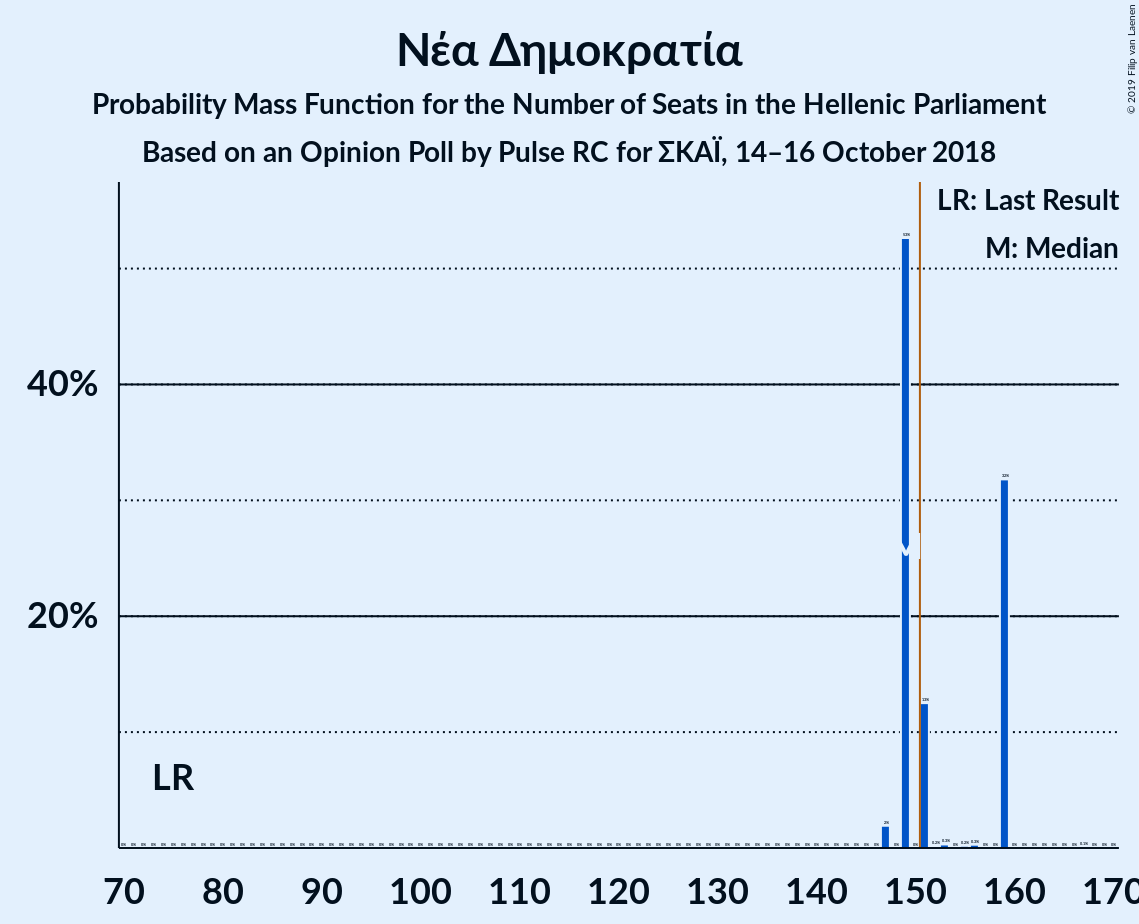 Νέα Δημοκρατία
Probability Mass Function for the Number of Seats in the Hellenic Parliament
Based on an Opinion Poll by Pulse RC for ΣΚΑΪ, 14–16 October 2018
© 2019 Filip van Laenen
LR: Last Result
M: Median
40%
20%
LR
M
70 80 90 100 110 120 130 140 150 160 170